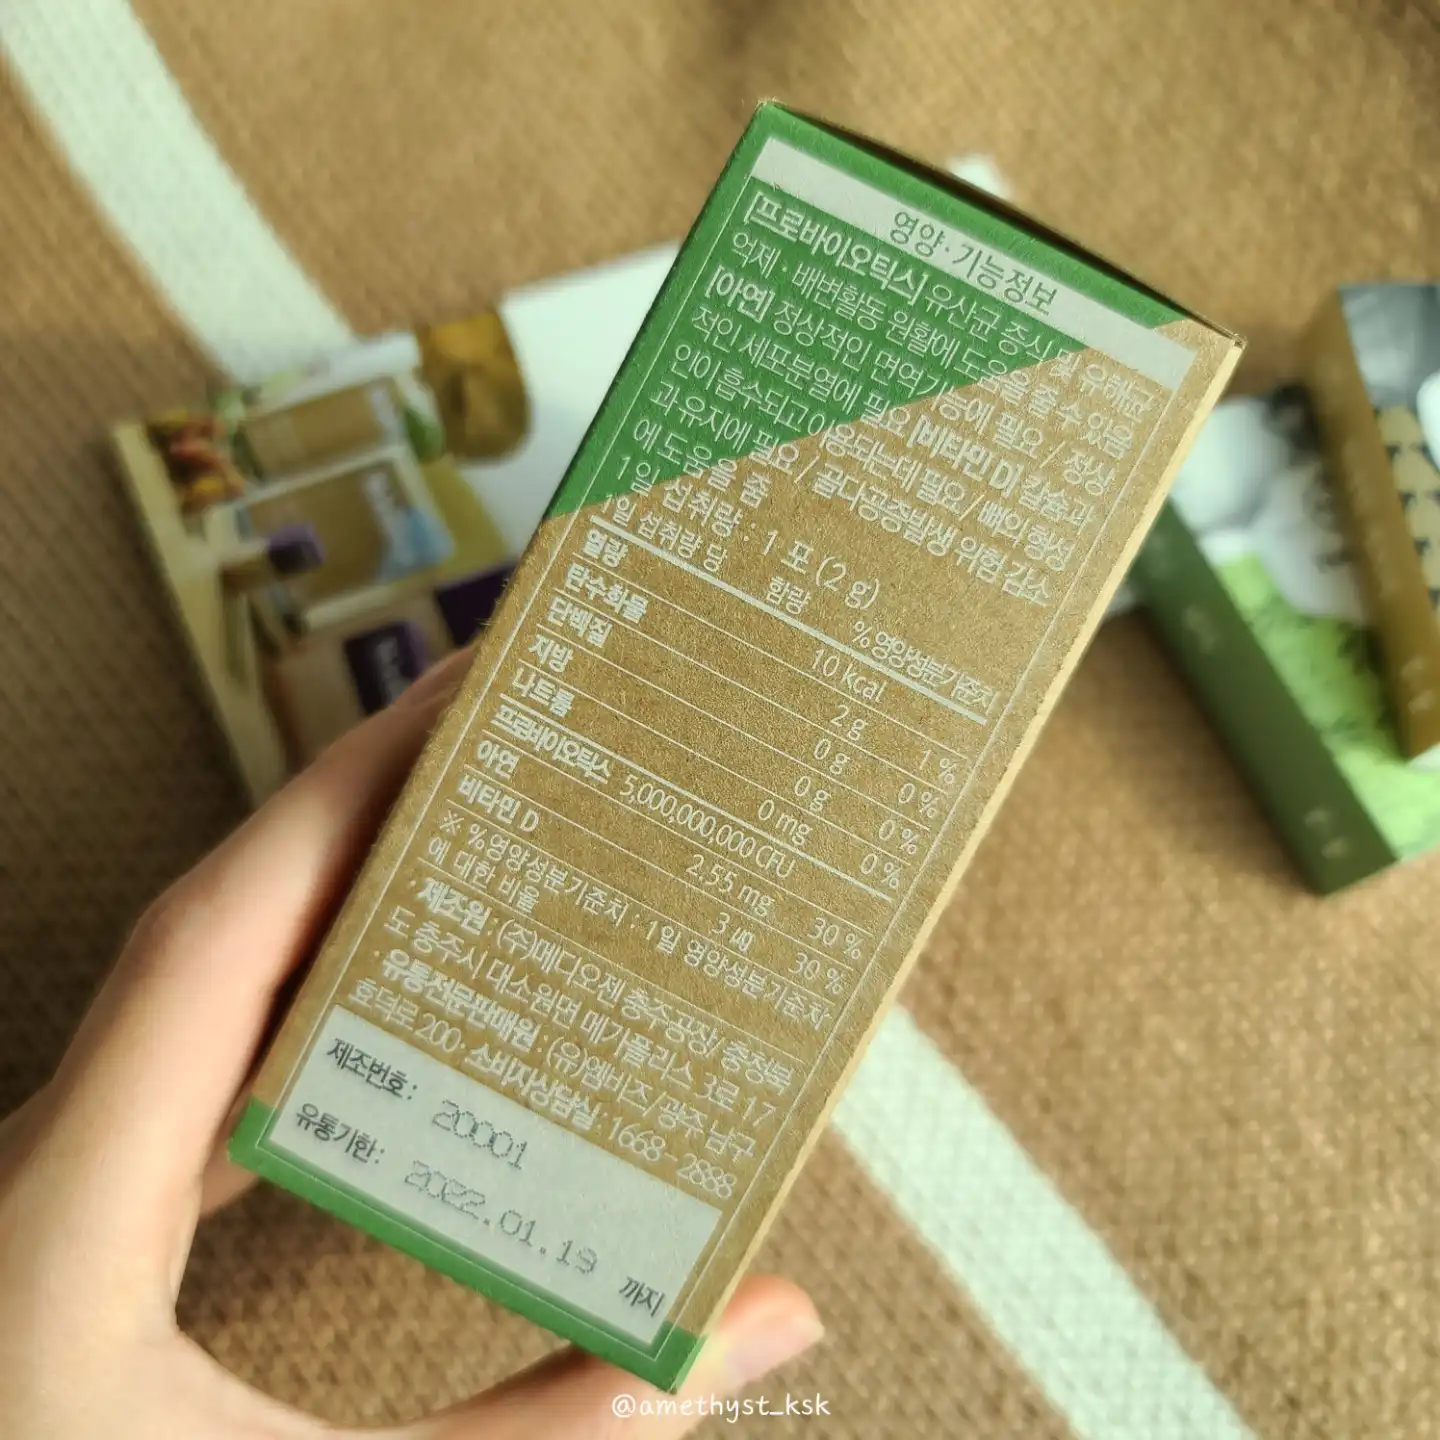 영양·기능정보
[프로바이오틱스] 유산균 증식 및 유해균
억제·배변활동 원활에 도움을 줄 수 있음
[아연] 정상적인 면역기능에 필요 / 정상
적인 세포분열에 필요 [비타민 D] 칼슘과
인이 흡수되고 이용되는데 필요 / 뼈의 형성
과 유지에 필요 / 골다공증발생 위험 감소
에 도움을 줌
1일 섭취량 : 1 포 (2 g)
1일 섭취량 당 함량 %영양성분기준치
열량 10 kcal
탄수화물 2 g 1 %
단백질 0 g 0 %
지방 0 g 0 %
나트륨 0 mg 0 %
프로바이오틱스 5,000,000,000 CFU
아연 2.55 mg 30 %
비타민 D 3 ㎍ 30 %
※ %영양성분기준치 : 1일 영양성분기준치
에 대한 비율
·제조원 : (주)메디오젠 충주공장/ 충청북
도 충주시 대소원면 메가폴리스 3로 17
·유통전문판매원 : (유)엠비즈/ 광주 남구
효덕로 200·소비자상담실 : 1668-2888
제조번호 : 20001
유통기한 : 2022.01.19 까지
@amethyst_ksk